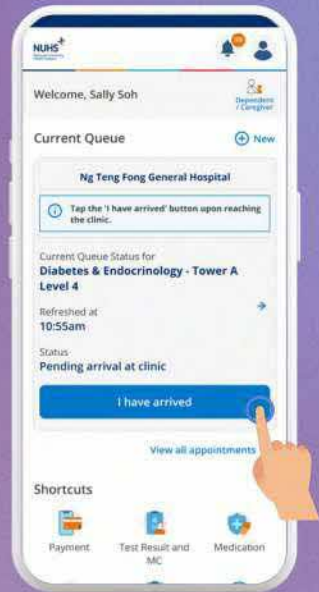 NUHS
Welcome, Sally Soh
Dependent
/ Caregiver
Current Queue
New
Ng Teng Fong General Hospital
Tap the 'I have arrived' button upon reaching
the clinic.
Current Queue Status for
Diabetes & Endocrinology - Tower A
Level 4
Refreshed at
10:55am
Status
Pending arrival at clinic
I have arrived
View all appointments
Shortcuts
Payment
Test Result and
MC
Medication